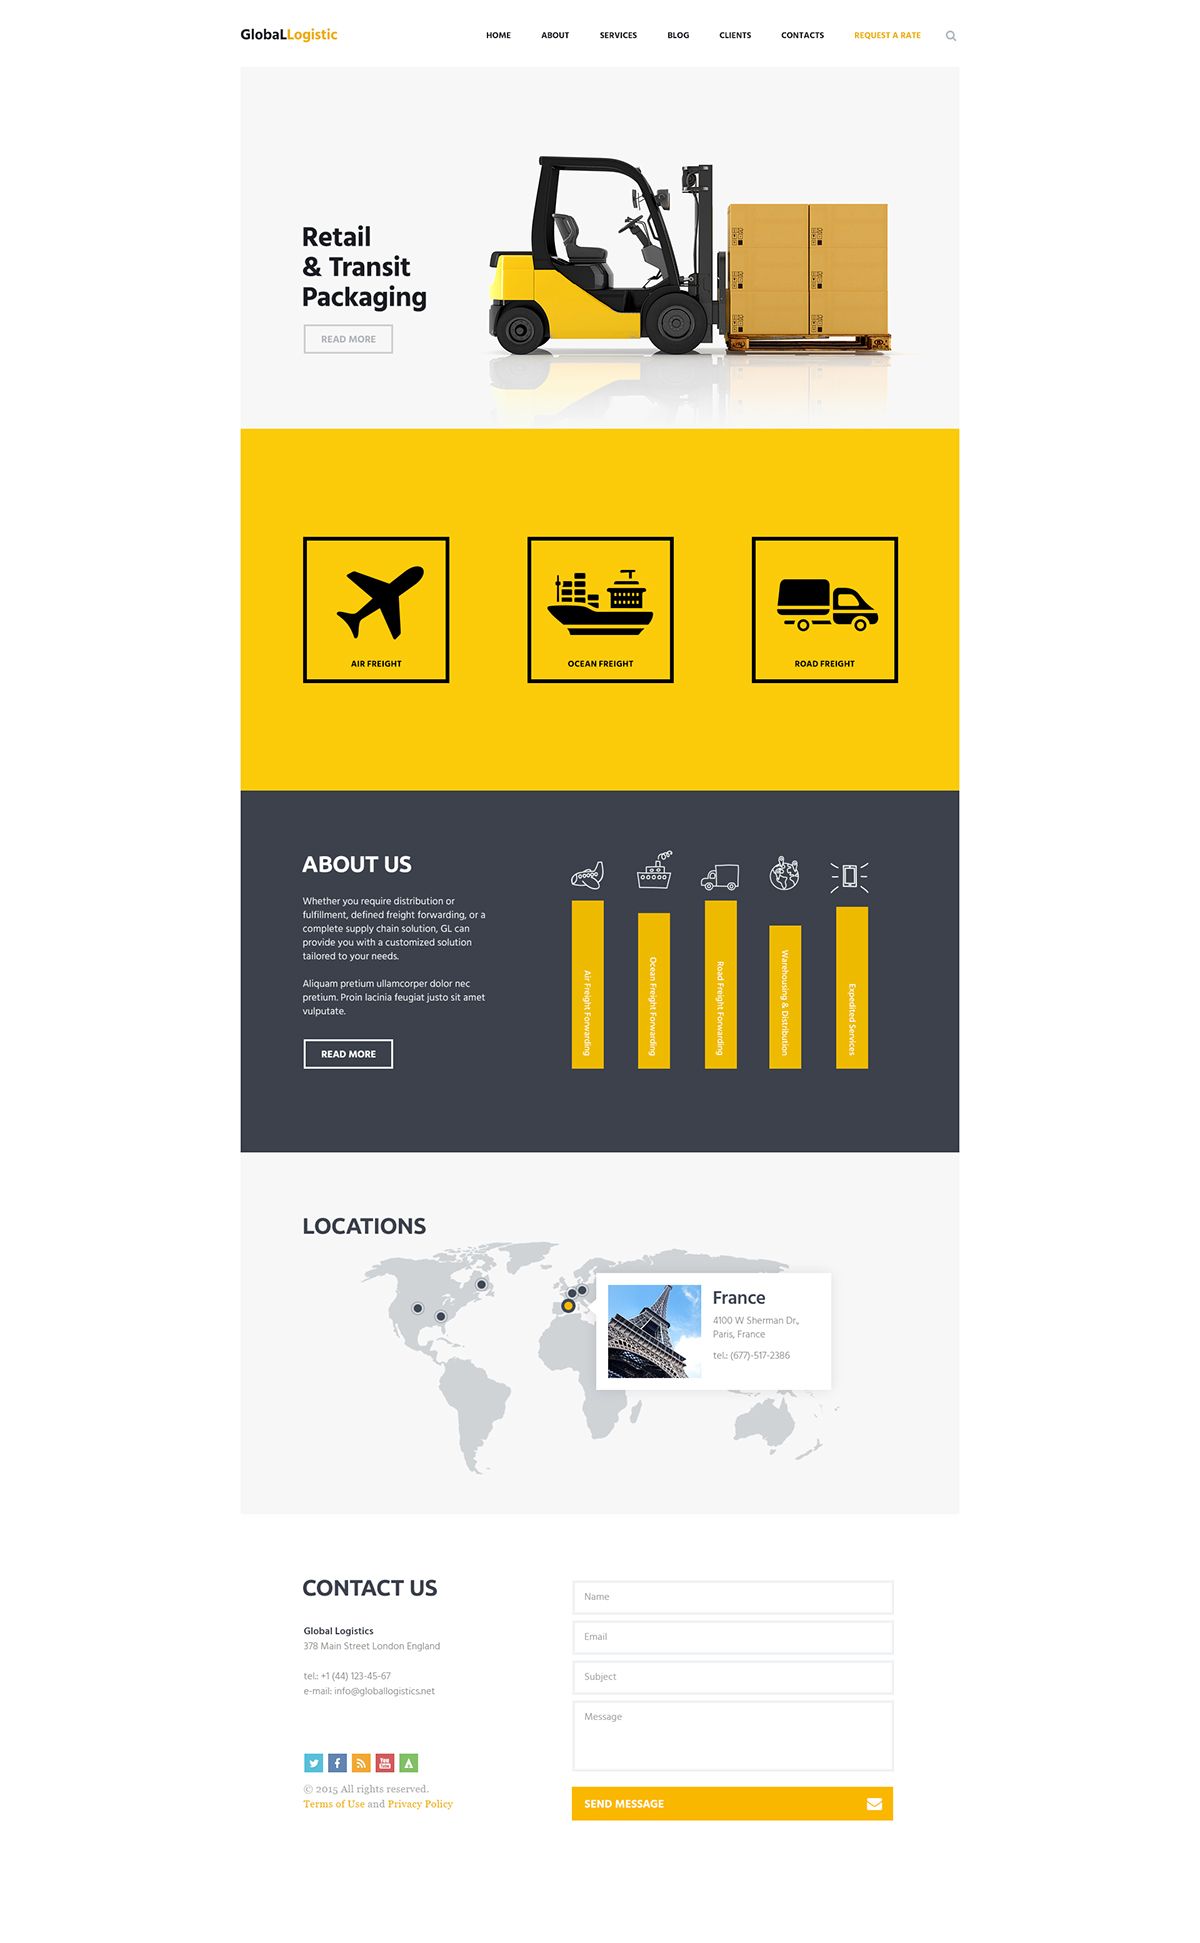 GlobaLLogistic
HOME ABOUT SERVICES BLOG CLIENTS CONTACTS REQUEST A RATE
Retail
& Transit
Packaging
READ MORE
AIR FREIGHT
OCEAN FREIGHT
ROAD FREIGHT
ABOUT US
Whether you require distribution or
fulfillment, defined freight forwarding, or a
complete supply chain solution, GL can
provide you with a customized solution
tailored to your needs.
Aliquam pretium ullamcorper dolor nec
pretium. Proin lacinia feugiat justo sit amet
vulputate.
READ MORE
Air Freight Forwarding
Ocean Freight Forwarding
Road Freight Forwarding
Warehousing & Distribution
Expedited Services
LOCATIONS
France
4100 W Sherman Dr.,
Paris, France
tel.: (677)-517-2386
CONTACT US
Global Logistics
378 Main Street London England
tel.: +1 (44) 123-45-67
e-mail: info@globallogistics.net
You
Tube
© 2015 All rights reserved.
Terms of Use and Privacy Policy
Name
Email
Subject
Message
SEND MESSAGE